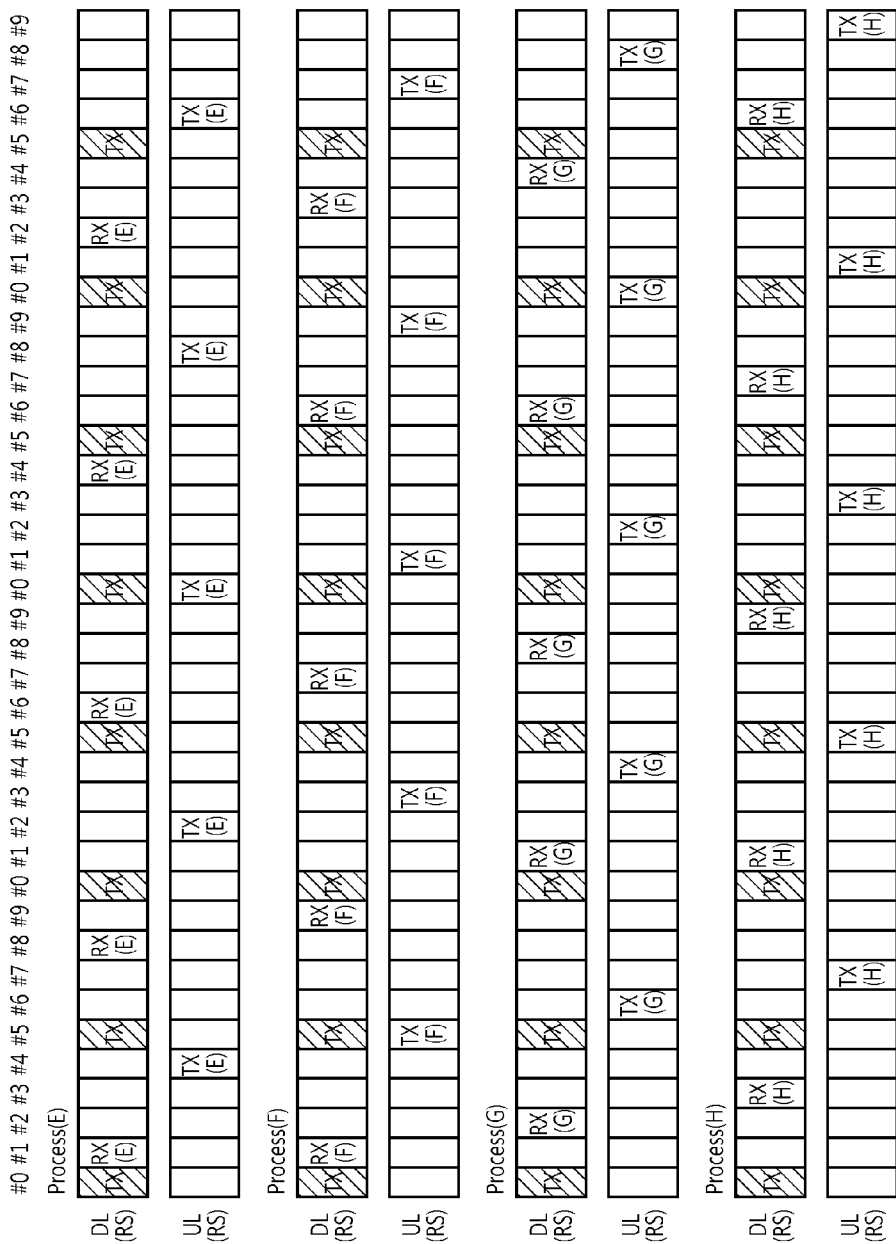 #0 #1 #2 #3 #4 #5 #6 #7 #8 #9 #0 #1 #2 #3 #4 #5 #6 #7 #8 #9 #0 #1 #2 #3 #4 #5 #6 #7 #8 #9 #0 #1 #2 #3 #4 #5 #6 #7 #8 #9
Process(E)
DL TX RX TX RX TX TX RX TX RX TX TX RX TX
(RS) (E) (E) (E) (E) (E)
UL TX TX TX TX TX
(RS) (E) (E) (E) (E) (E)
Process(F)
DL TX RX TX RX TX TX RX TX TX RX TX RX TX
(RS) (F) (F) (F) (F) (F)
UL TX TX TX TX TX
(RS) (F) (F) (F) (F) (F)
Process(G)
DL TX RX TX TX RX TX RX TX TX RX TX RX TX
(RS) (G) (G) (G) (G) (G)
UL TX TX TX TX TX
(RS) (G) (G) (G) (G) (G)
Process(H)
DL TX RX TX TX RX TX RX TX TX RX TX TX RX
(RS) (H) (H) (H) (H) (H)
UL TX TX TX TX TX
(RS) (H) (H) (H) (H) (H)